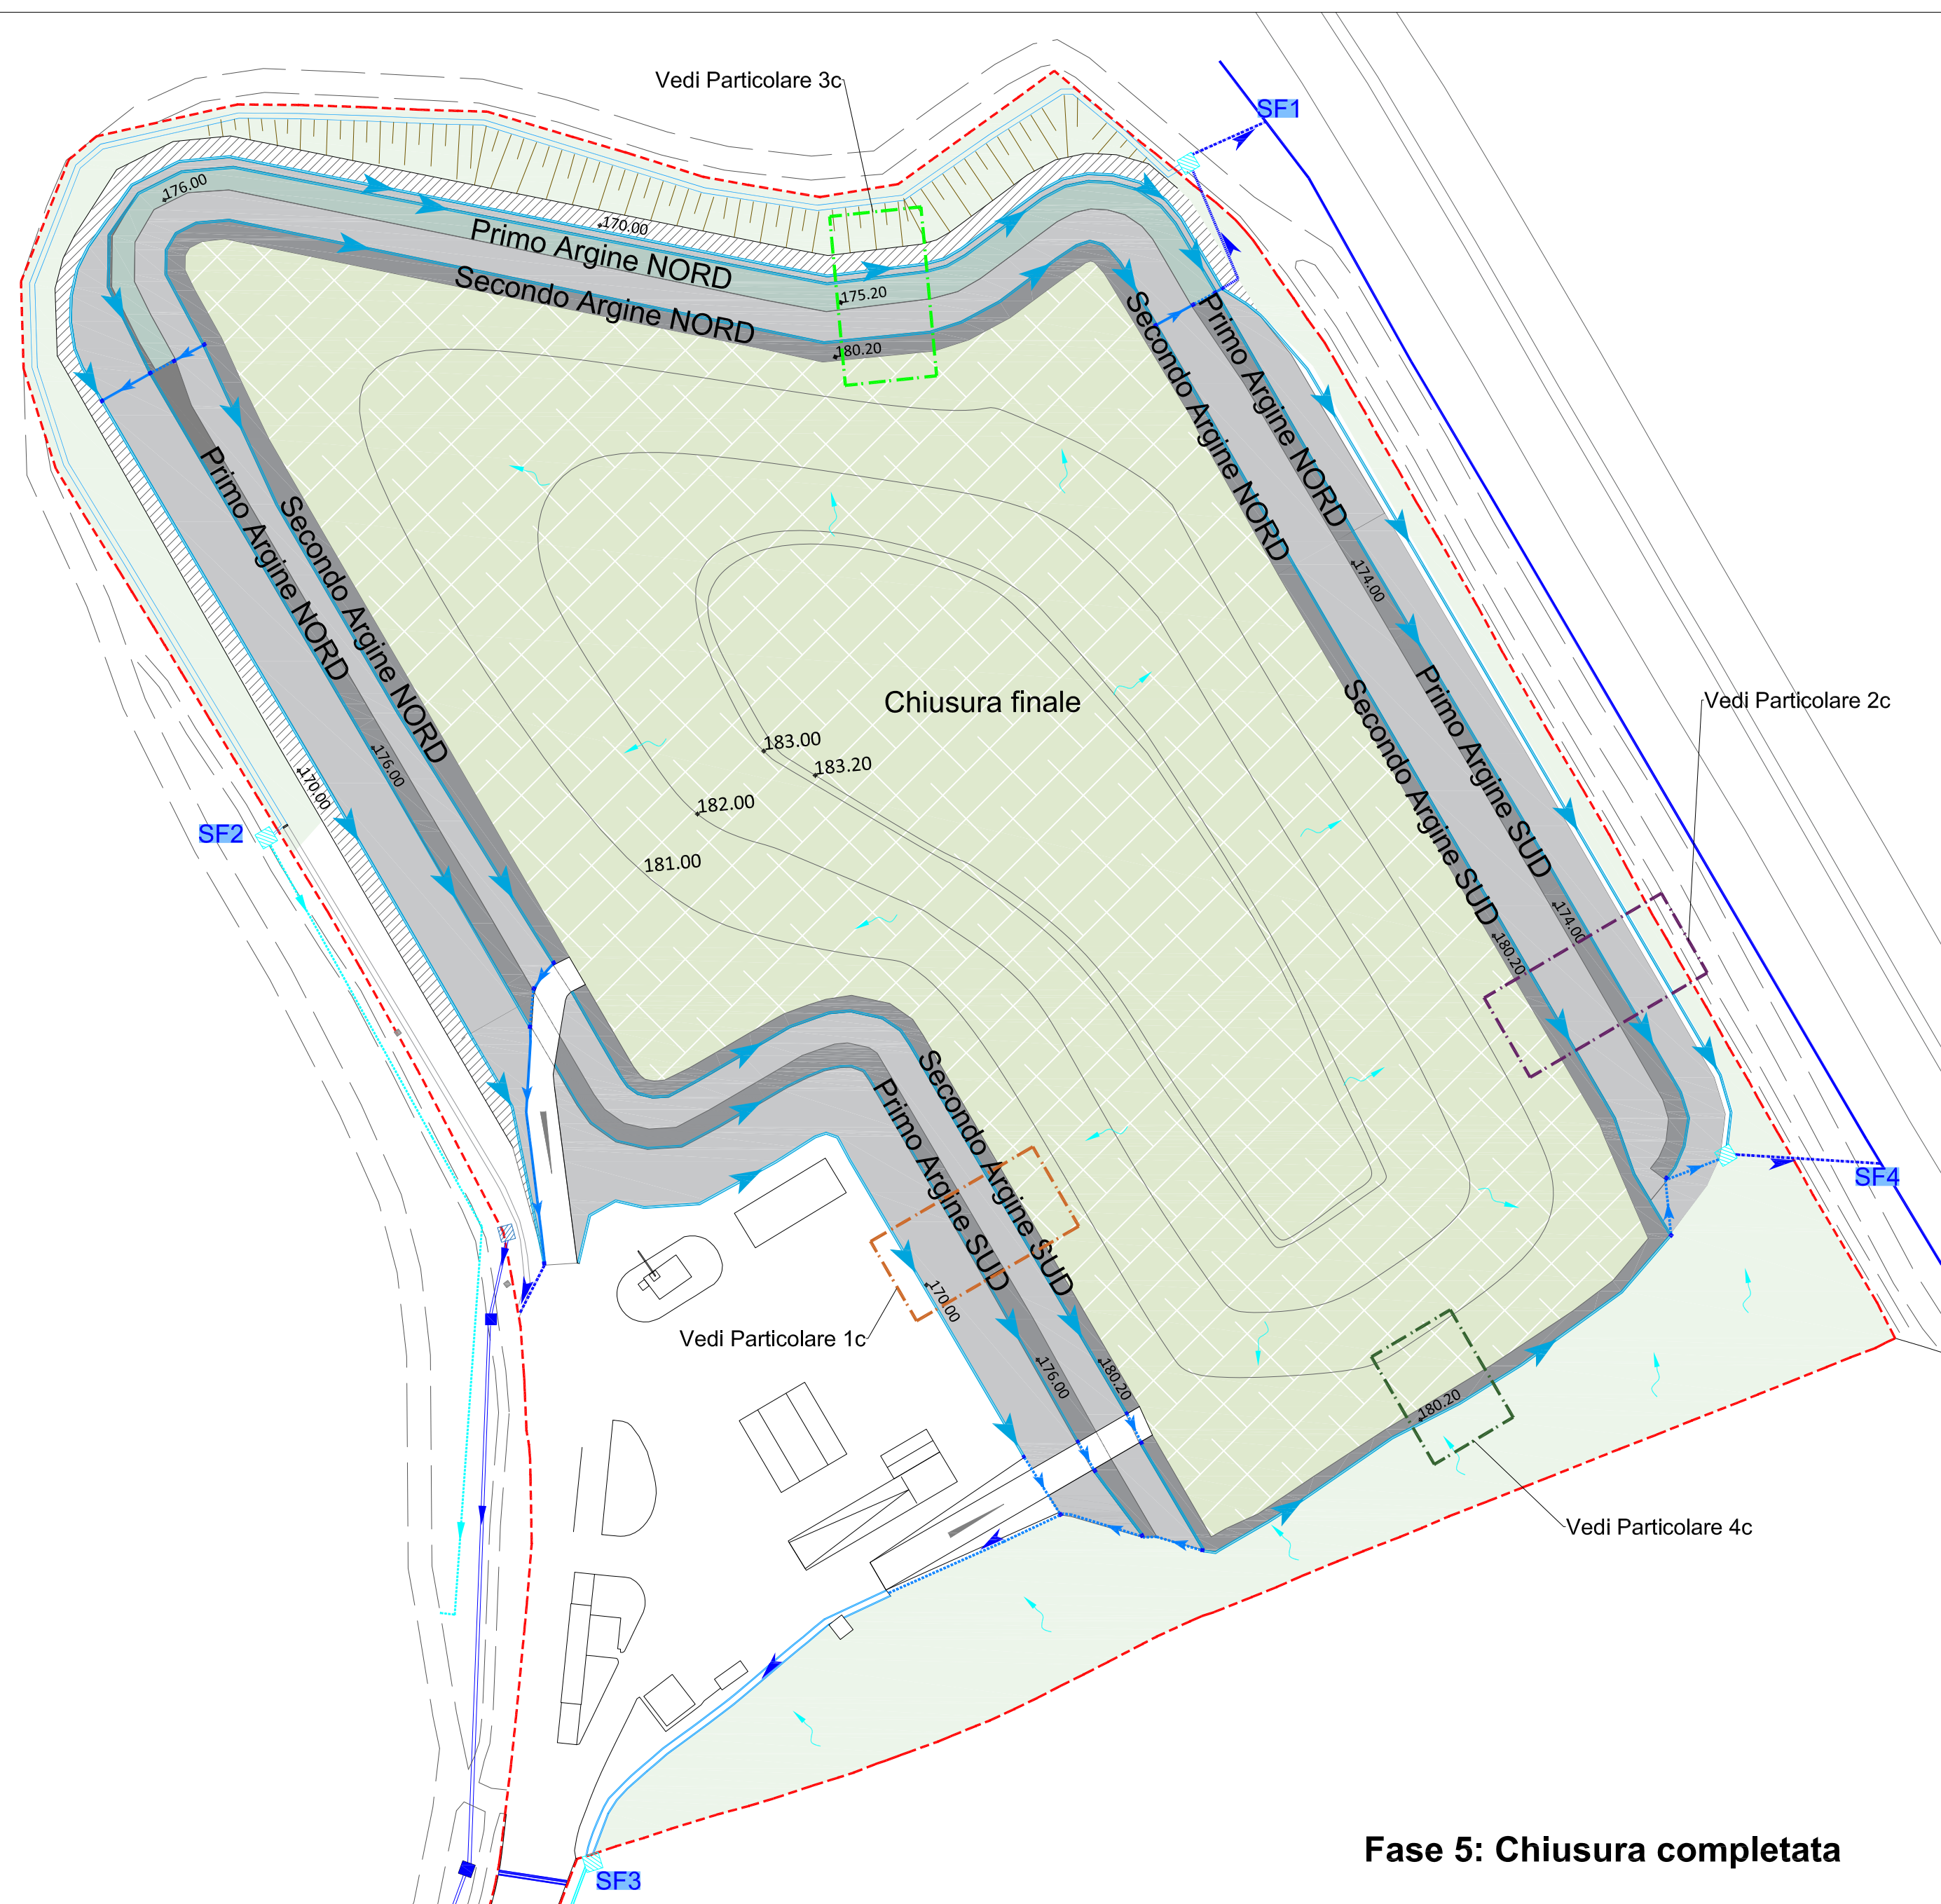 Vedi Particolare 3c
SF1
176.00
170.00
Primo Argine NORD
Secondo Argine NORD
175.20
180.20
Secondo Argine NORD
Primo Argine NORD
Primo Argine NORD
Secondo Argine NORD
174.00
Chiusura finale
Vedi Particolare 2c
Primo Argine SUD
Secondo Argine SUD
183.00
183.20
182.00
181.00
176.00
170.00
SF2
174.00
180.20
Secondo Argine SUD
Primo Argine SUD
SF4
170.00
Vedi Particolare 1c
176.00
180.20
180.20
Vedi Particolare 4c
Fase 5: Chiusura completata
SF3